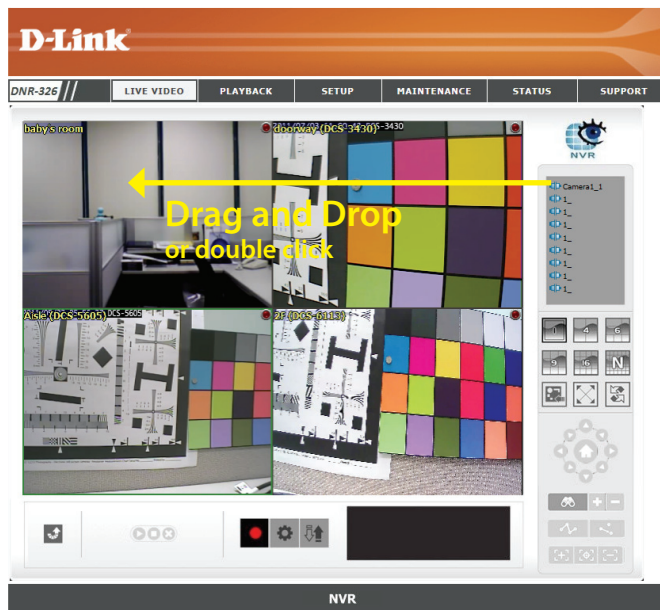 D-Link
DNR-326
LIVE VIDEO
PLAYBACK
SETUP
MAINTENANCE
STATUS
SUPPORT
baby's room
doorway (DCS-3430)
NVR
Camera1_1
1_
1_
1_
1_
1_
1_
1_
Drag and Drop
or double click
Aisle (DCS-5605)
2F (DCS-6115)
1
4
6
9
16
N
NVR